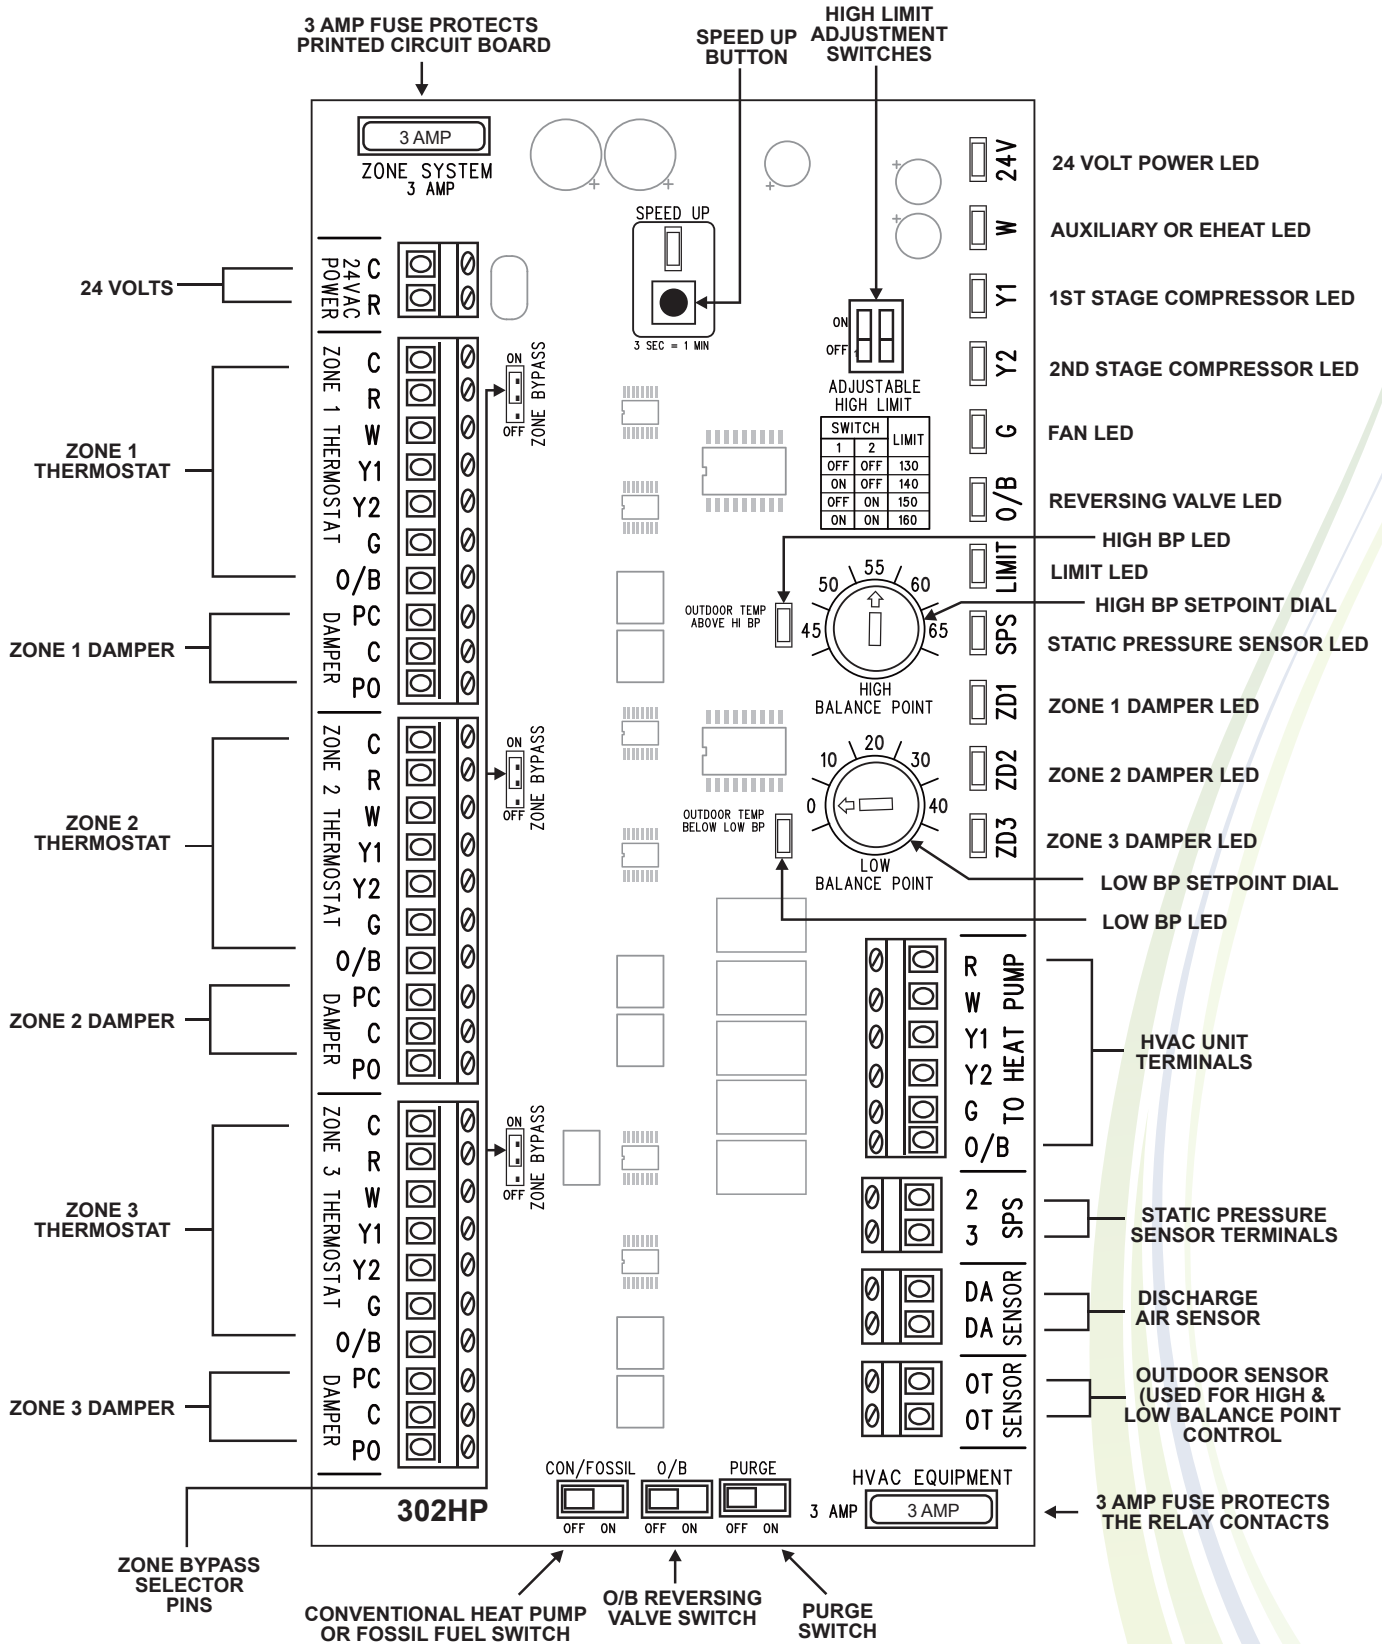 3 AMP FUSE PROTECTS
PRINTED CIRCUIT BOARD
SPEED UP
BUTTON
HIGH LIMIT
ADJUSTMENT
SWITCHES
3 AMP
ZONE SYSTEM
3 AMP
SPEED UP
3 SEC = 1 MIN
24 VOLTS
24VAC
POWER
C
R
ZONE 1
THERMOSTAT
ZONE 1 THERMOSTAT
C
R
W
Y1
Y2
G
O/B
ON
OFF
ZONE BYPASS
ZONE 1 DAMPER
DAMPER
PC
C
PO
ZONE 2
THERMOSTAT
ZONE 2 THERMOSTAT
C
R
W
Y1
Y2
G
O/B
ON
OFF
ZONE BYPASS
ZONE 2 DAMPER
DAMPER
PC
C
PO
ZONE 3
THERMOSTAT
ZONE 3 THERMOSTAT
C
R
W
Y1
Y2
G
O/B
ON
OFF
ZONE BYPASS
ZONE 3 DAMPER
DAMPER
PC
C
PO
ON
OFF 1
ADJUSTABLE
HIGH LIMIT
SWITCH LIMIT
1 2
OFF OFF 130
ON OFF 140
OFF ON 150
ON ON 160
OUTDOOR TEMP
ABOVE HI BP
45 50 55 60 65
HIGH
BALANCE POINT
OUTDOOR TEMP
BELOW LOW BP
0 10 20 30 40
LOW
BALANCE POINT
24V 24 VOLT POWER LED
W AUXILIARY OR EHEAT LED
Y1 1ST STAGE COMPRESSOR LED
Y2 2ND STAGE COMPRESSOR LED
G FAN LED
O/B REVERSING VALVE LED
HIGH BP LED
LIMIT LIMIT LED
HIGH BP SETPOINT DIAL
SPS STATIC PRESSURE SENSOR LED
ZD1 ZONE 1 DAMPER LED
ZD2 ZONE 2 DAMPER LED
ZD3 ZONE 3 DAMPER LED
LOW BP SETPOINT DIAL
LOW BP LED
R
W
Y1
Y2
G
O/B
TO HEAT PUMP
HVAC UNIT
TERMINALS
2
3
SPS
STATIC PRESSURE
SENSOR TERMINALS
DA
DA
SENSOR
DISCHARGE
AIR SENSOR
OT
OT
SENSOR
OUTDOOR SENSOR
(USED FOR HIGH &
LOW BALANCE POINT
CONTROL
302HP
CON/FOSSIL
OFF ON
O/B
OFF ON
PURGE
OFF ON
HVAC EQUIPMENT
3 AMP
3 AMP
3 AMP FUSE PROTECTS
THE RELAY CONTACTS
ZONE BYPASS
SELECTOR
PINS
CONVENTIONAL HEAT PUMP
OR FOSSIL FUEL SWITCH
O/B REVERSING
VALVE SWITCH
PURGE
SWITCH